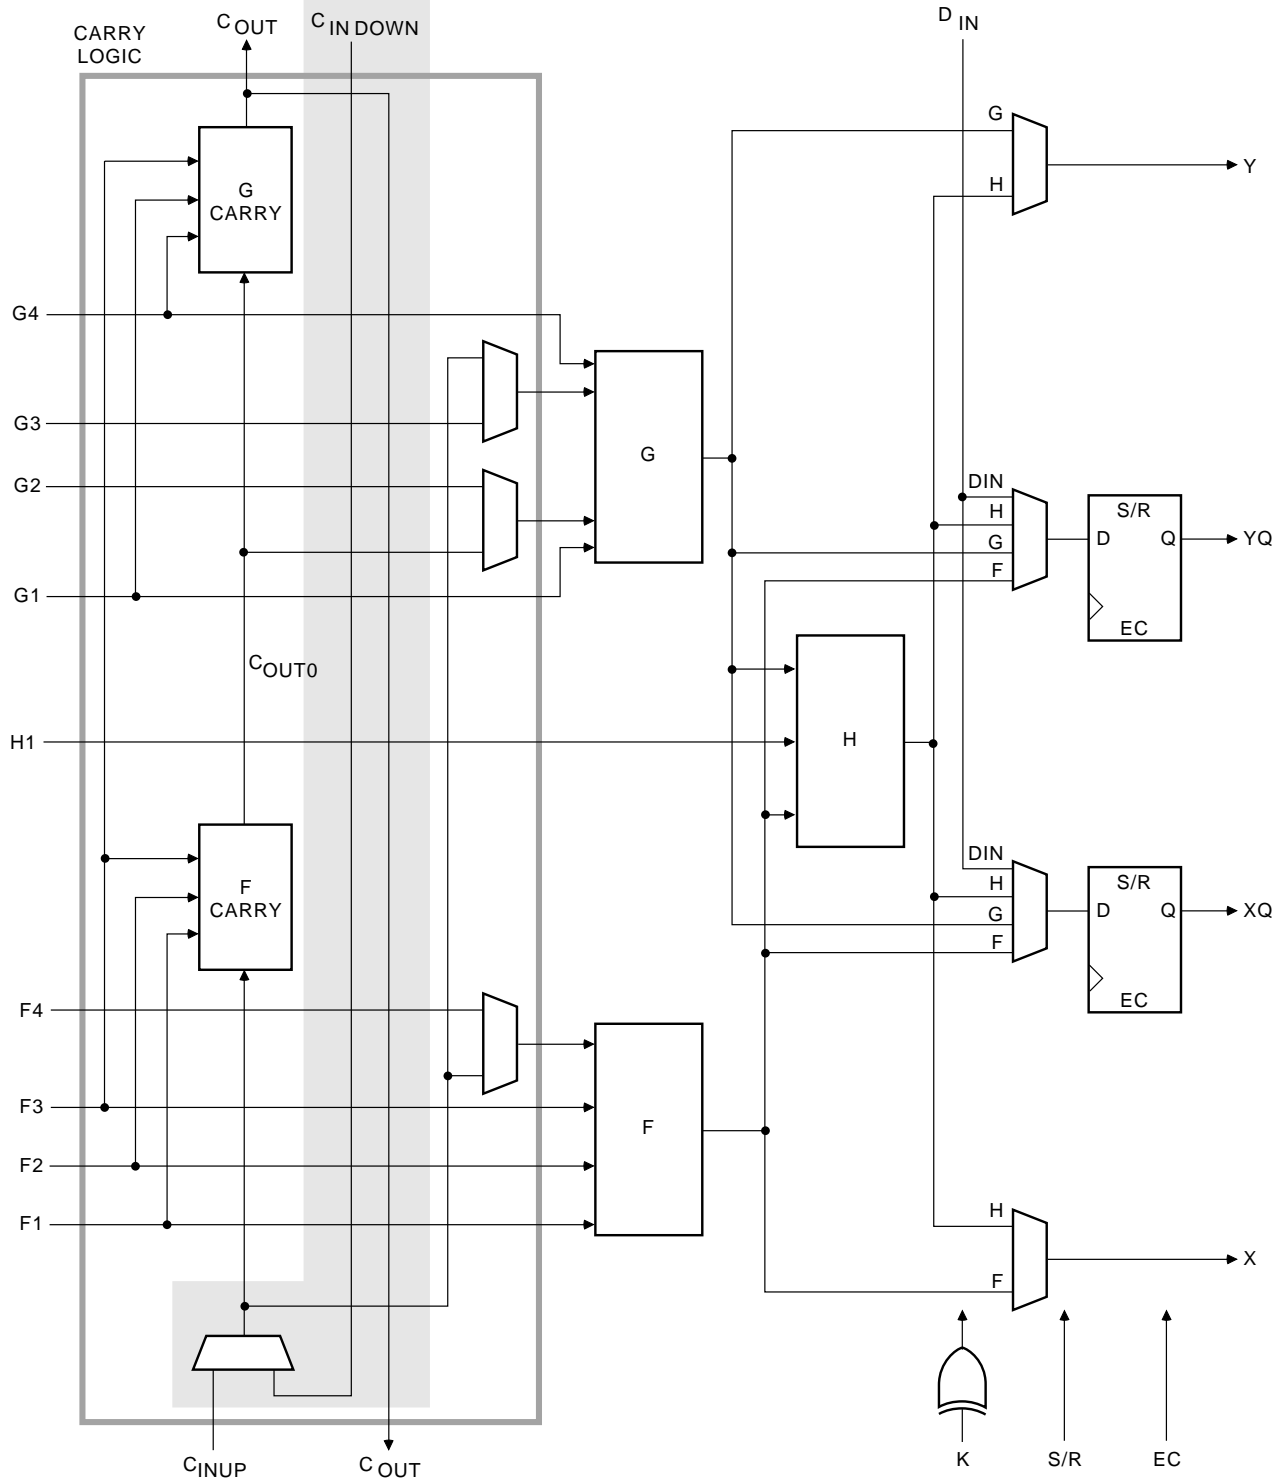 CARRY
LOGIC
C OUT
C IN DOWN
D IN
G
H
Y
G
CARRY
G4
G3
G2
G1
G
DIN
H
G
F
S/R
D Q
EC
YQ
C OUT0
H1
H
F
CARRY
DIN
H
G
F
S/R
D Q
EC
XQ
F4
F3
F2
F1
F
H
F
X
C INUP
C OUT
K
S/R
EC